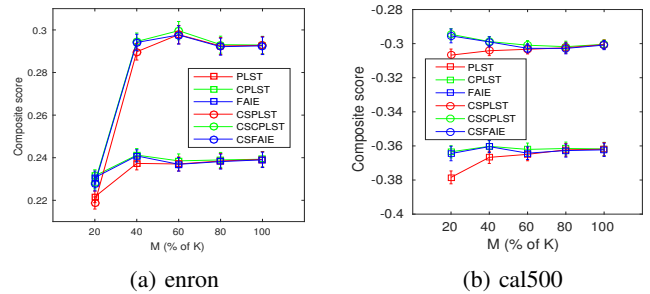 0.3
0.28
0.26
0.24
0.22
Composite score
PLST
CPLST
FAIE
CSPLST
CSCPLST
CSFAIE
20 40 60 80 100
M (% of K)
(a) enron
-0.25
-0.3
-0.32
-0.34
-0.36
-0.38
-0.4
Composite score
PLST
CPLST
FAIE
CSPLST
CSCPLST
CSFAIE
20 40 60 80 100
M (% of K)
(b) cal500